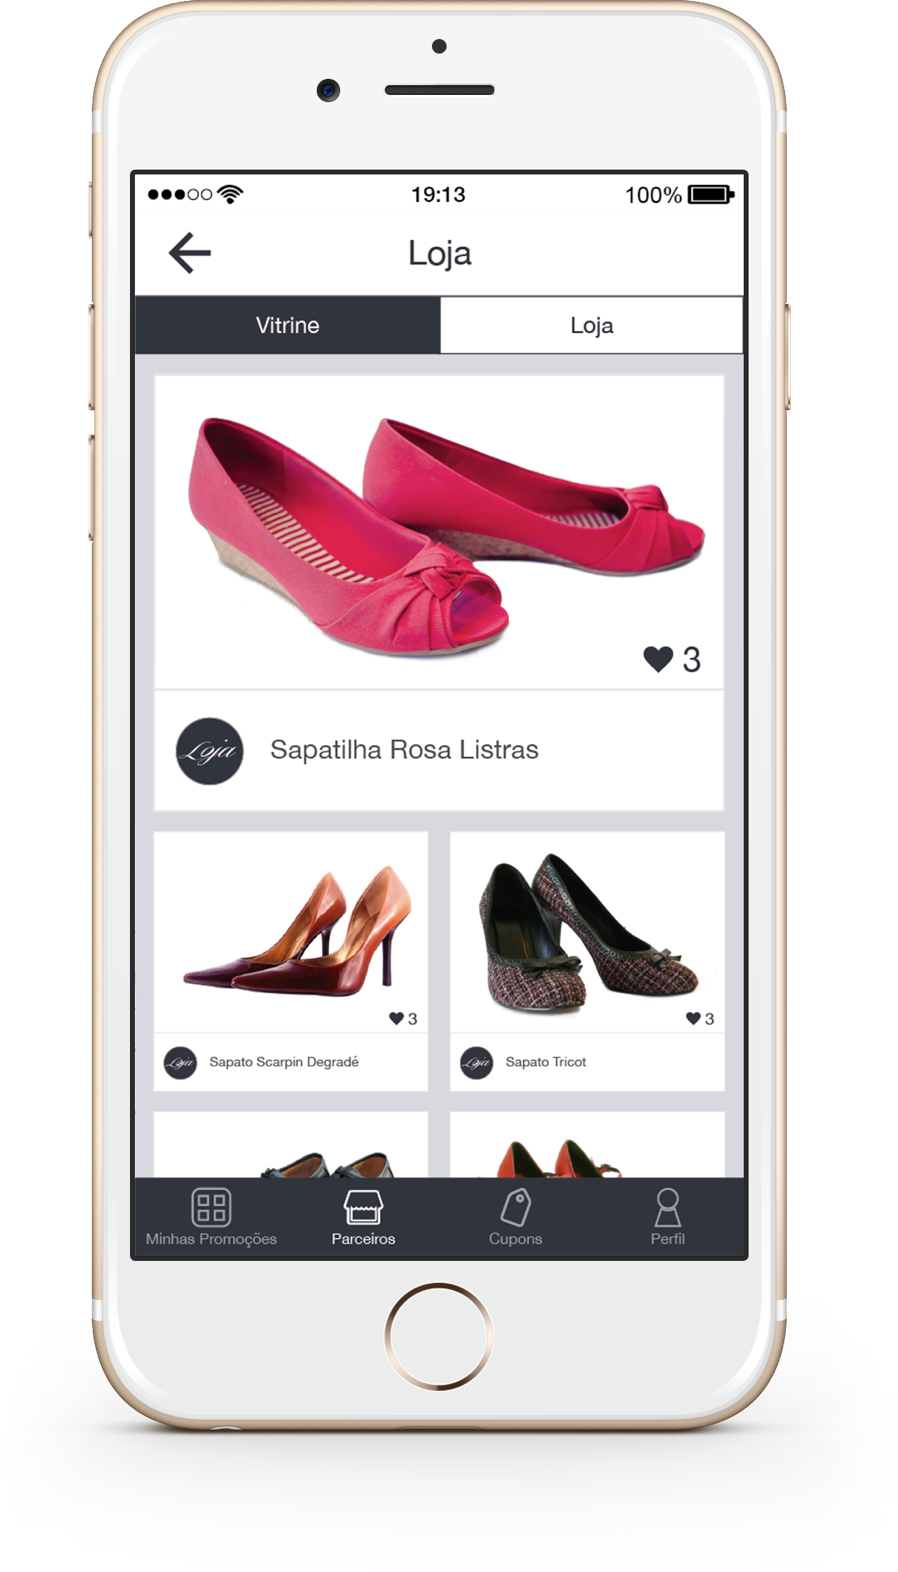 19:13
100%
Loja
Vitrine
Loja
3
Loja
Sapatilha Rosa Listras
3
3
Loja
Sapato Scarpin Degradé
Loja
Sapato Tricot
Minhas Promoções
Parceiros
Cupons
Perfil